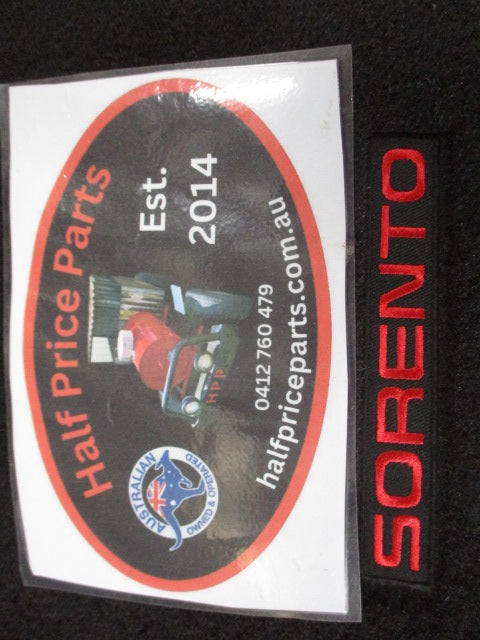 Half Price Parts
Est.
2014
AUSTRALIAN
OWNED & OPERATED
Hpp
0412 760 479
halfpriceparts.com.au
SORENTO